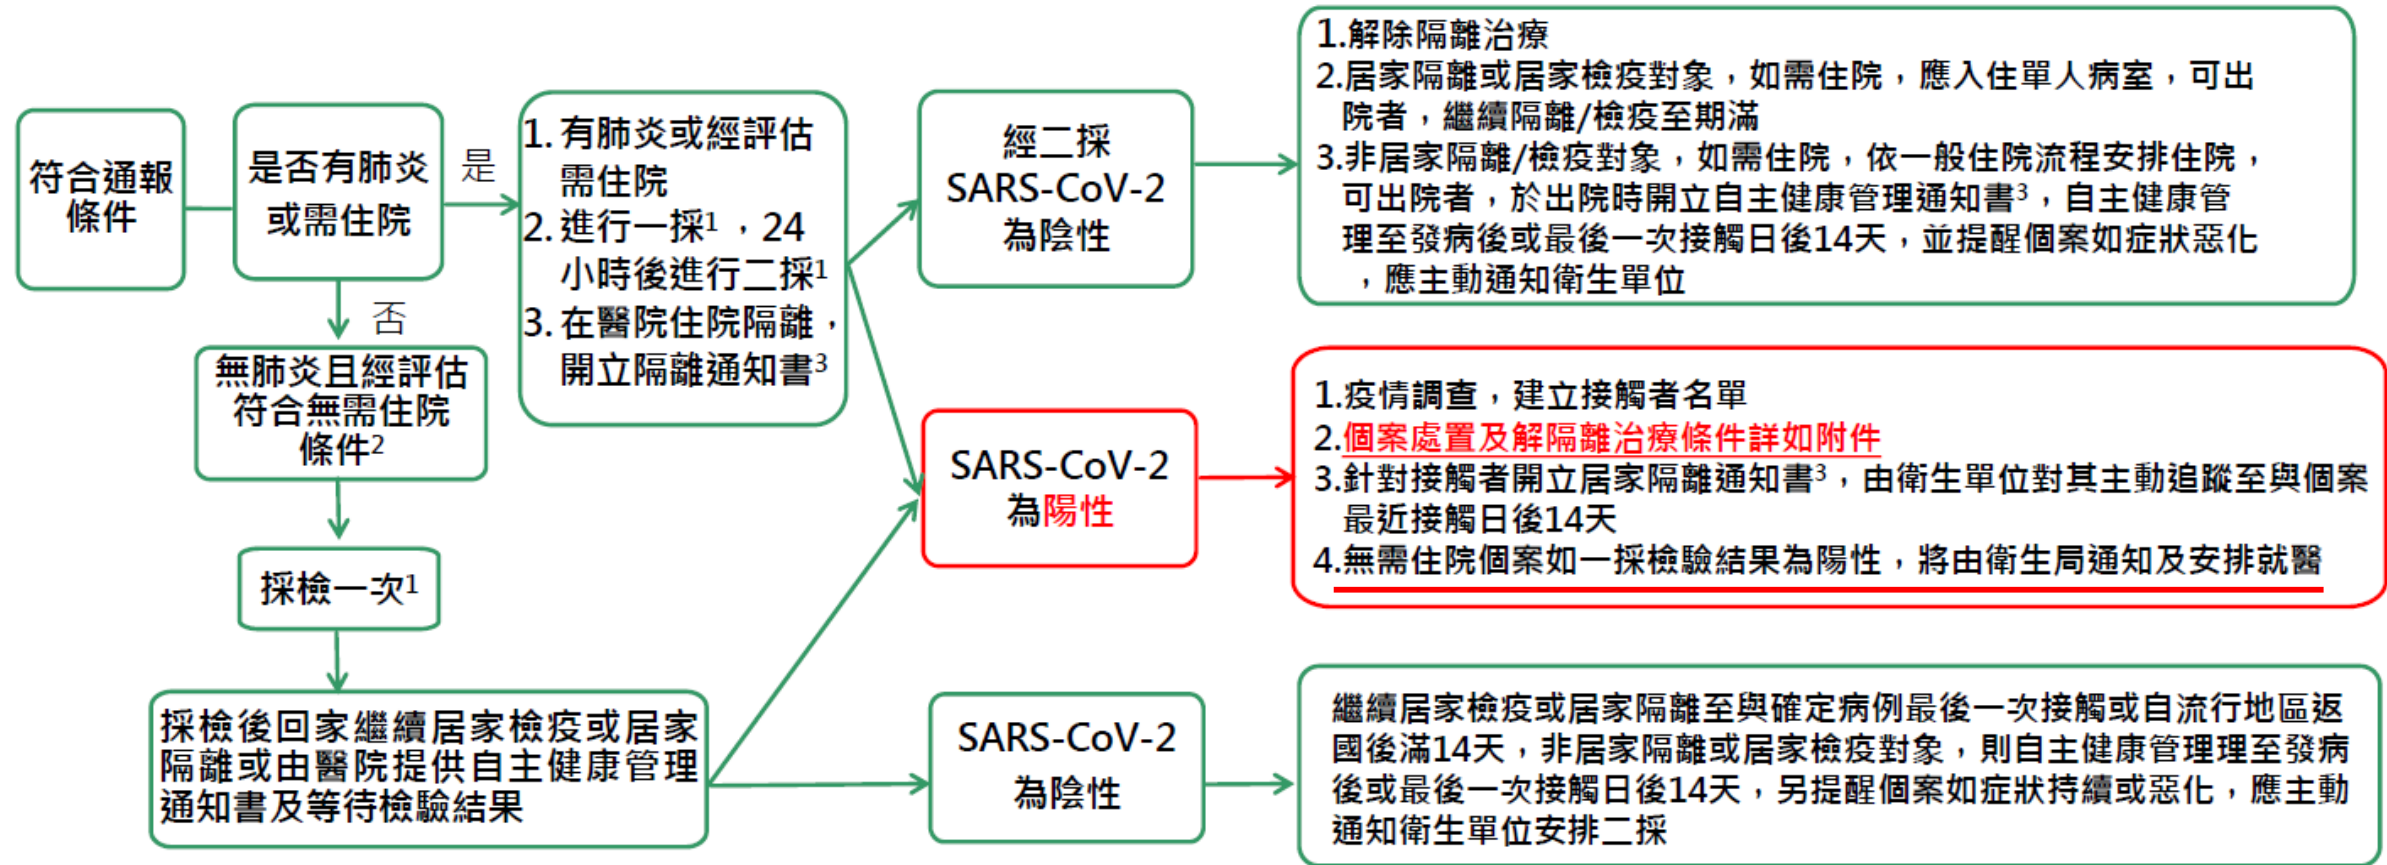 符合通報
條件
是否有肺炎
或需住院
是
否
1. 有肺炎或經評估
需住院
2. 進行一採1，24
小時後進行二採1
3. 在醫院住院隔離，
開立隔離通知書3
無肺炎且經評估
符合無需住院
條件2
採檢一次1
採檢後回家繼續居家檢疫或居家
隔離或由醫院提供自主健康管理
通知書及等待檢驗結果
經二採
SARS-CoV-2
為陰性
1.解除隔離治療
2.居家隔離或居家檢疫對象，如需住院，應入住單人病室，可出
院者，繼續隔離/檢疫至期滿
3.非居家隔離/檢疫對象，如需住院，依一般住院流程安排住院，
可出院者，於出院時開立自主健康管理通知書3，自主健康管
理至發病後或最後一次接觸日後14天，並提醒個案如症狀惡化
，應主動通知衛生單位
SARS-CoV-2
為陽性
1.疫情調查，建立接觸者名單
2.個案處置及解隔離治療條件詳如附件
3.針對接觸者開立居家隔離通知書3，由衛生單位對其主動追蹤至與個案
最近接觸日後14天
4.無需住院個案如一採檢驗結果為陽性，將由衛生局通知及安排就醫
SARS-CoV-2
為陰性
繼續居家檢疫或居家隔離至與確定病例最後一次接觸或自流行地區返
國後滿14天，非居家隔離或居家檢疫對象，則自主健康管理理至發病
後或最後一次接觸日後14天，另提醒個案如症狀持續或惡化，應主動
通知衛生單位安排二採